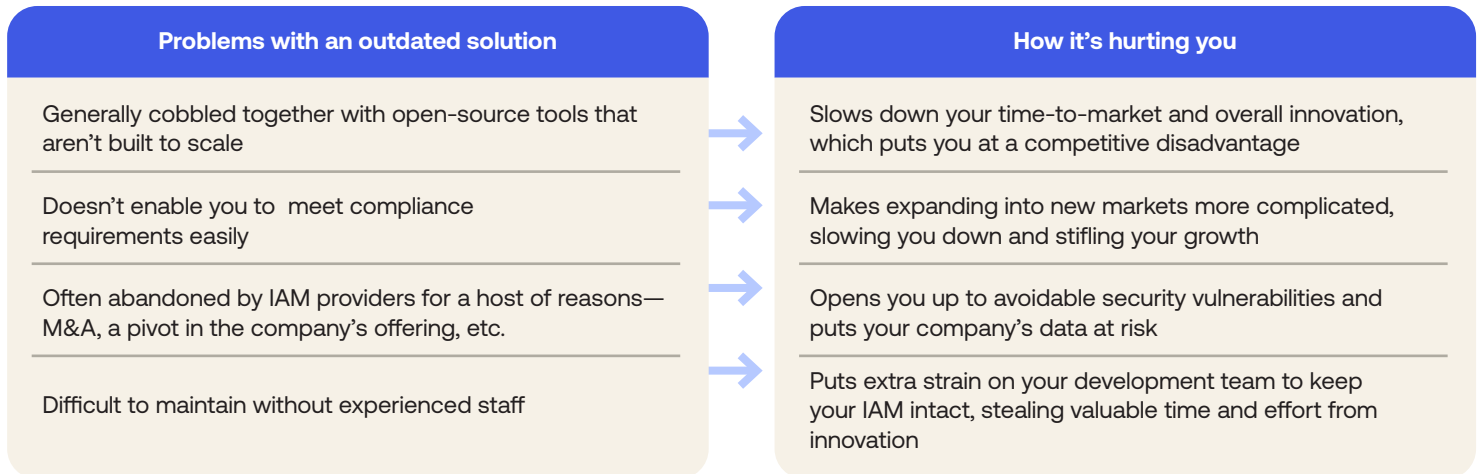 Problems with an outdated solution
How it’s hurting you
Generally cobbled together with open-source tools that
aren’t built to scale
Slows down your time-to-market and overall innovation,
which puts you at a competitive disadvantage
Doesn’t enable you to  meet compliance
requirements easily
Makes expanding into new markets more complicated,
slowing you down and stifling your growth
Often abandoned by IAM providers for a host of reasons—
M&A, a pivot in the company’s offering, etc.
Opens you up to avoidable security vulnerabilities and
puts your company’s data at risk
Difficult to maintain without experienced staff
Puts extra strain on your development team to keep
your IAM intact, stealing valuable time and effort from
innovation